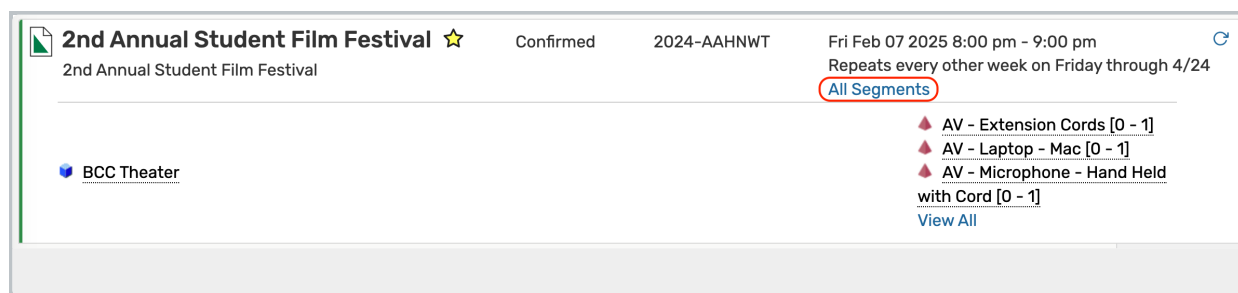 2nd Annual Student Film Festival
Confirmed
2024-AAHNWT
Fri Feb 07 2025 8:00 pm - 9:00 pm
2nd Annual Student Film Festival
Repeats every other week on Friday through 4/24
All Segments
BCC Theater
AV - Extension Cords [0 - 1]
AV - Laptop - Mac [0 - 1]
AV - Microphone - Hand Held
with Cord [0 - 1]
View All